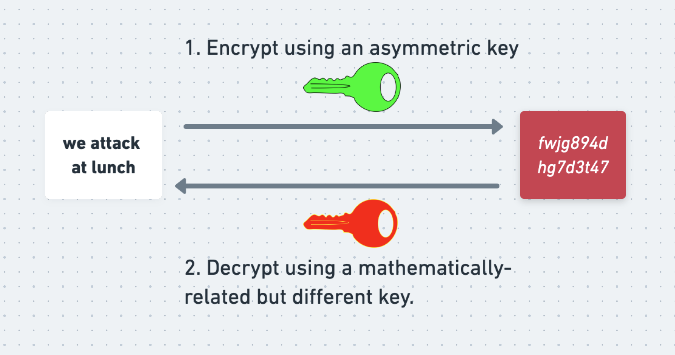 1. Encrypt using an asymmetric key
we attack
at lunch
fwjg894d
hg7d3t47
2. Decrypt using a mathematically-
related but different key.